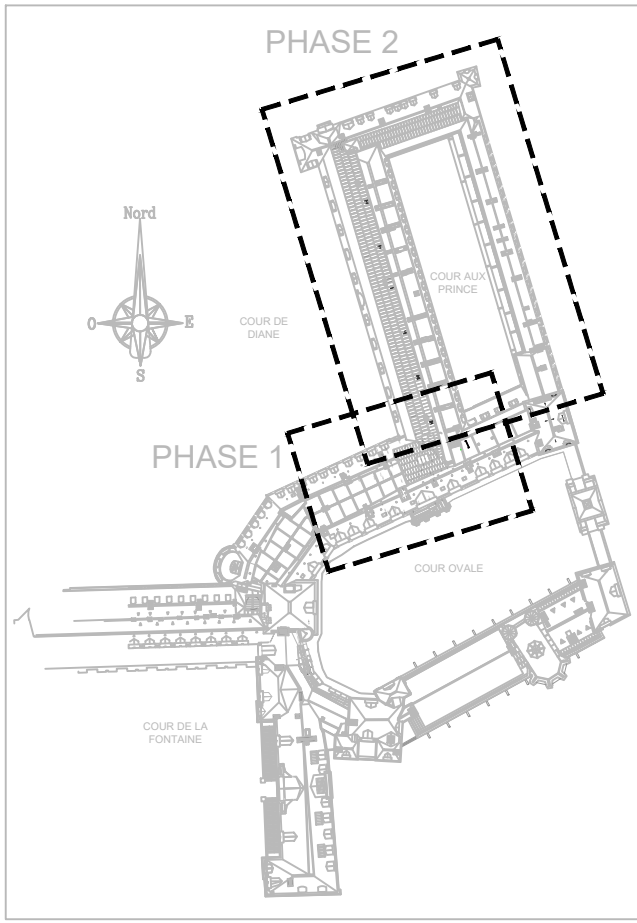 PHASE 2
Nord
O
E
S
COUR AUX
PRINCE
COUR DE
DIANE
PHASE 1
COUR OVALE
COUR DE LA
FONTAINE